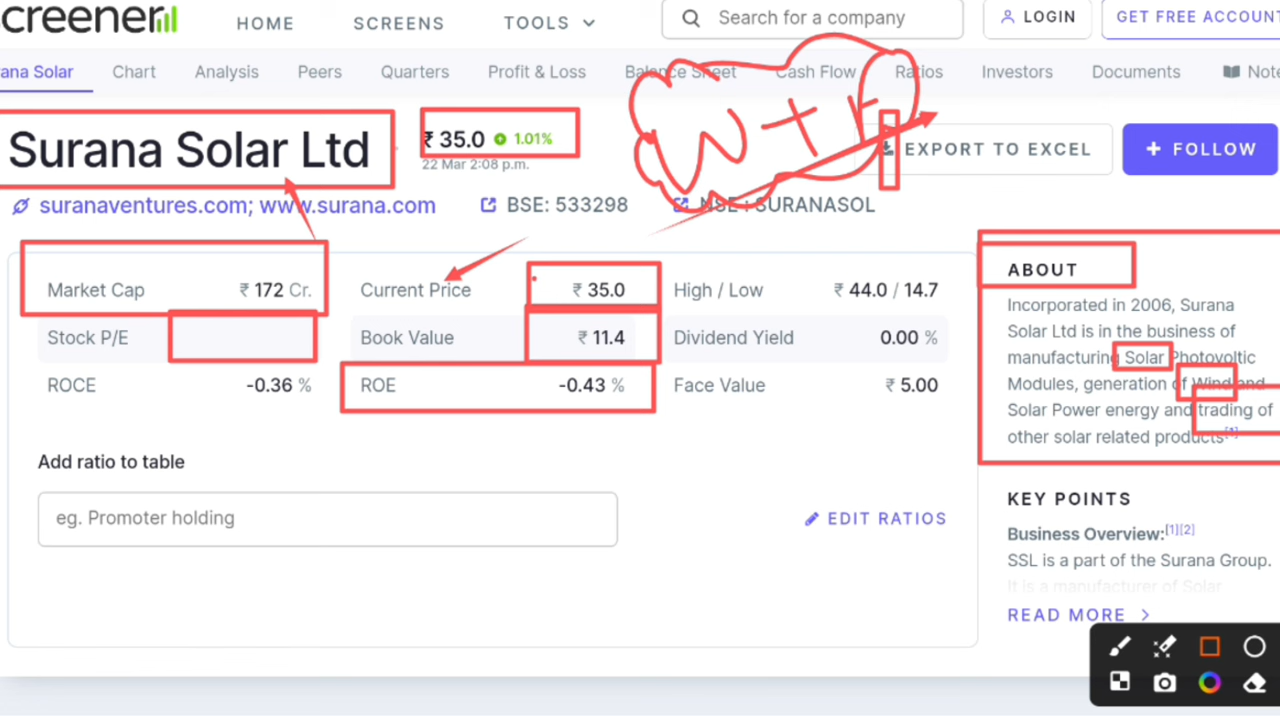 creener
HOME SCREENS TOOLS Search for a company LOGIN GET FREE ACCOUNT
rana Solar Chart Analysis Peers Quarters Profit & Loss Balance Sheet Cash Flow Ratios Investors Documents Note
Surana Solar Ltd
₹ 35.0 1.01%
22 Mar 2:08 p.m.
WTF
EXPORT TO EXCEL
+ FOLLOW
suranaventures.com; www.surana.com BSE: 533298 NSE : SURANASOL
Market Cap ₹ 172 Cr. Current Price ₹ 35.0 High / Low ₹ 44.0 / 14.7
Stock P/E Book Value ₹ 11.4 Dividend Yield 0.00 %
ROCE -0.36 % ROE -0.43 % Face Value ₹ 5.00
Add ratio to table
eg. Promoter holding
EDIT RATIOS
ABOUT
Incorporated in 2006, Surana
Solar Ltd is in the business of
manufacturing Solar Photovoltic
Modules, generation of Wind and
Solar Power energy and trading of
other solar related products.[1]
KEY POINTS
Business Overview:[1][2]
SSL is a part of the Surana Group.
It is a manufacturer of Solar
READ MORE >